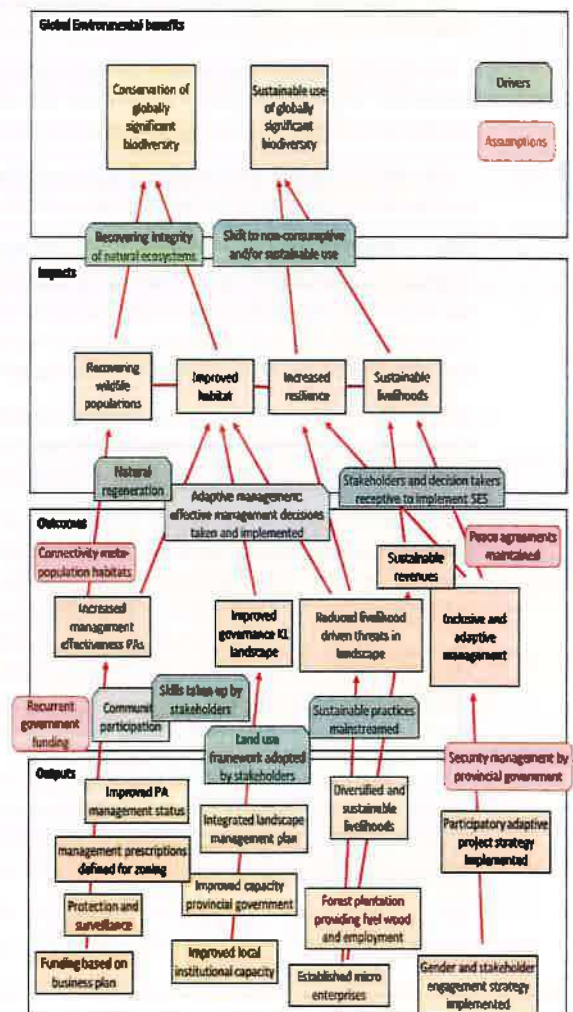 Global Environmental benefits
Conservation of
globally
significant
biodiversity
Sustainable use
of globally
significant
biodiversity
Drivers
Assumptions
Recovering integrity
of natural ecosystems
Shift to non-consumptive
and/or sustainable use
Impacts
Recovering
wildlife
populations
Improved
habitat
Increased
resilience
Sustainable
livelihoods
Natural
regeneration
Adaptive management:
effective management decisions
taken and implemented
Stakeholders and decision takers
receptive to implement SES
Outcomes
Connectivity meta-
population habitats
Sustainable
revenues
Peace agreements
maintained
Increased
management
effectiveness PAs
Improved
governance KL
landscape
Reduced livelihood
driven threats in
landscape
Inclusive and
adaptive
management
Recurrent
government
funding
Communit
participation
Skills taken up by
stakeholders
Sustainable practices
mainstreamed
Land use
framework adopted
by stakeholders
Security management by
provincial government
Outputs
Improved PA
management status
Integrated landscape
management plan
Diversified and
sustainable
livelihoods
Participatory adaptive
project strategy
implemented
management prescriptions
defined for zoning
Improved capacity
provincial government
Protection and
surveillance
Forest plantation
providing fuel wood
and employment
Funding based on
business plan
Improved local
institutional capacity
Established micro
enterprises
Gender and stakeholder
engagement strategy
implemented